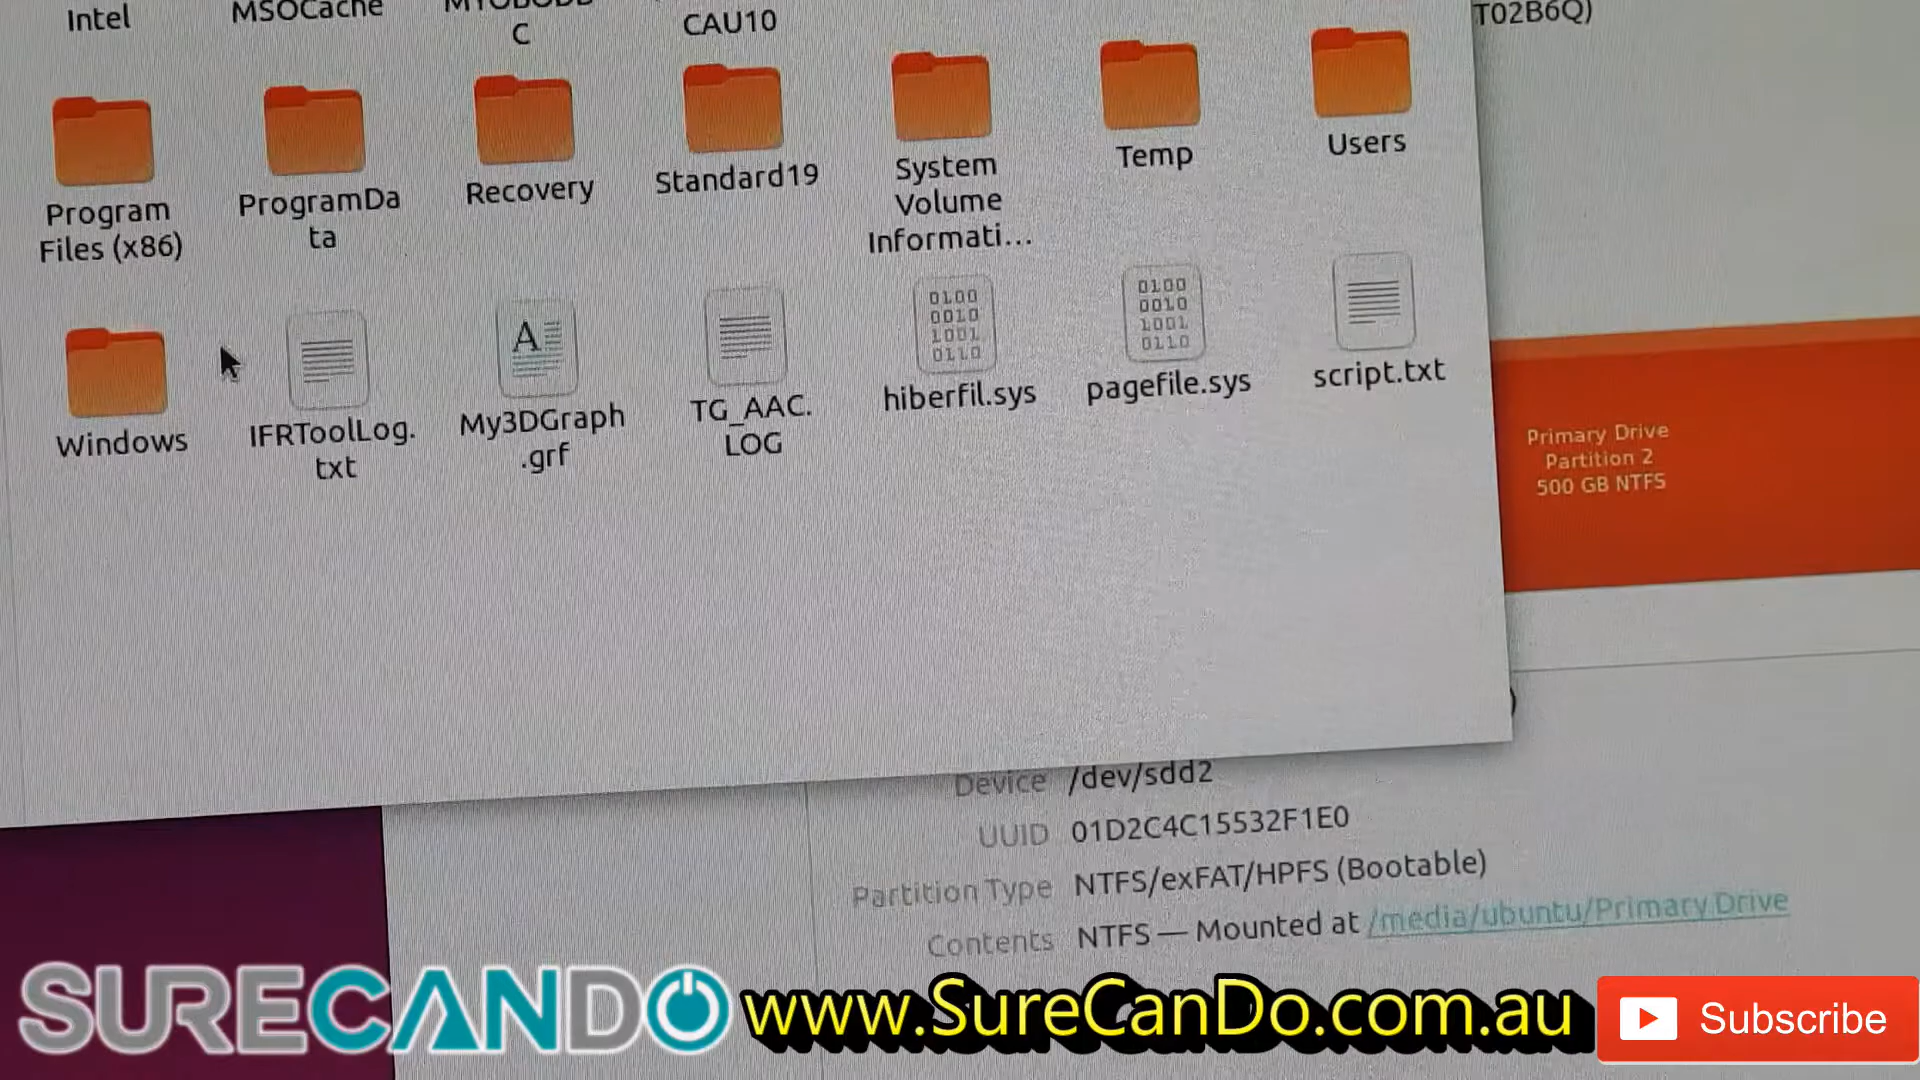 Intel
MSOCache
C
CAU10
T02B6Q)
Program
Files (x86)
ProgramDa
ta
Recovery
Standard19
System
Volume
Informati...
Temp
Users
Windows
IFRToolLog.
txt
My3DGraph
.grf
TG_AAC.
LOG
hiberfil.sys
pagefile.sys
script.txt
Primary Drive
Partition 2
500 GB NTFS
Device /dev/sdd2
UUID 01D2C4C15532F1E0
Partition Type NTFS/exFAT/HPFS (Bootable)
Contents NTFS — Mounted at /media/ubuntu/Primary Drive
SURECANDO
www.SureCanDo.com.au
Subscribe